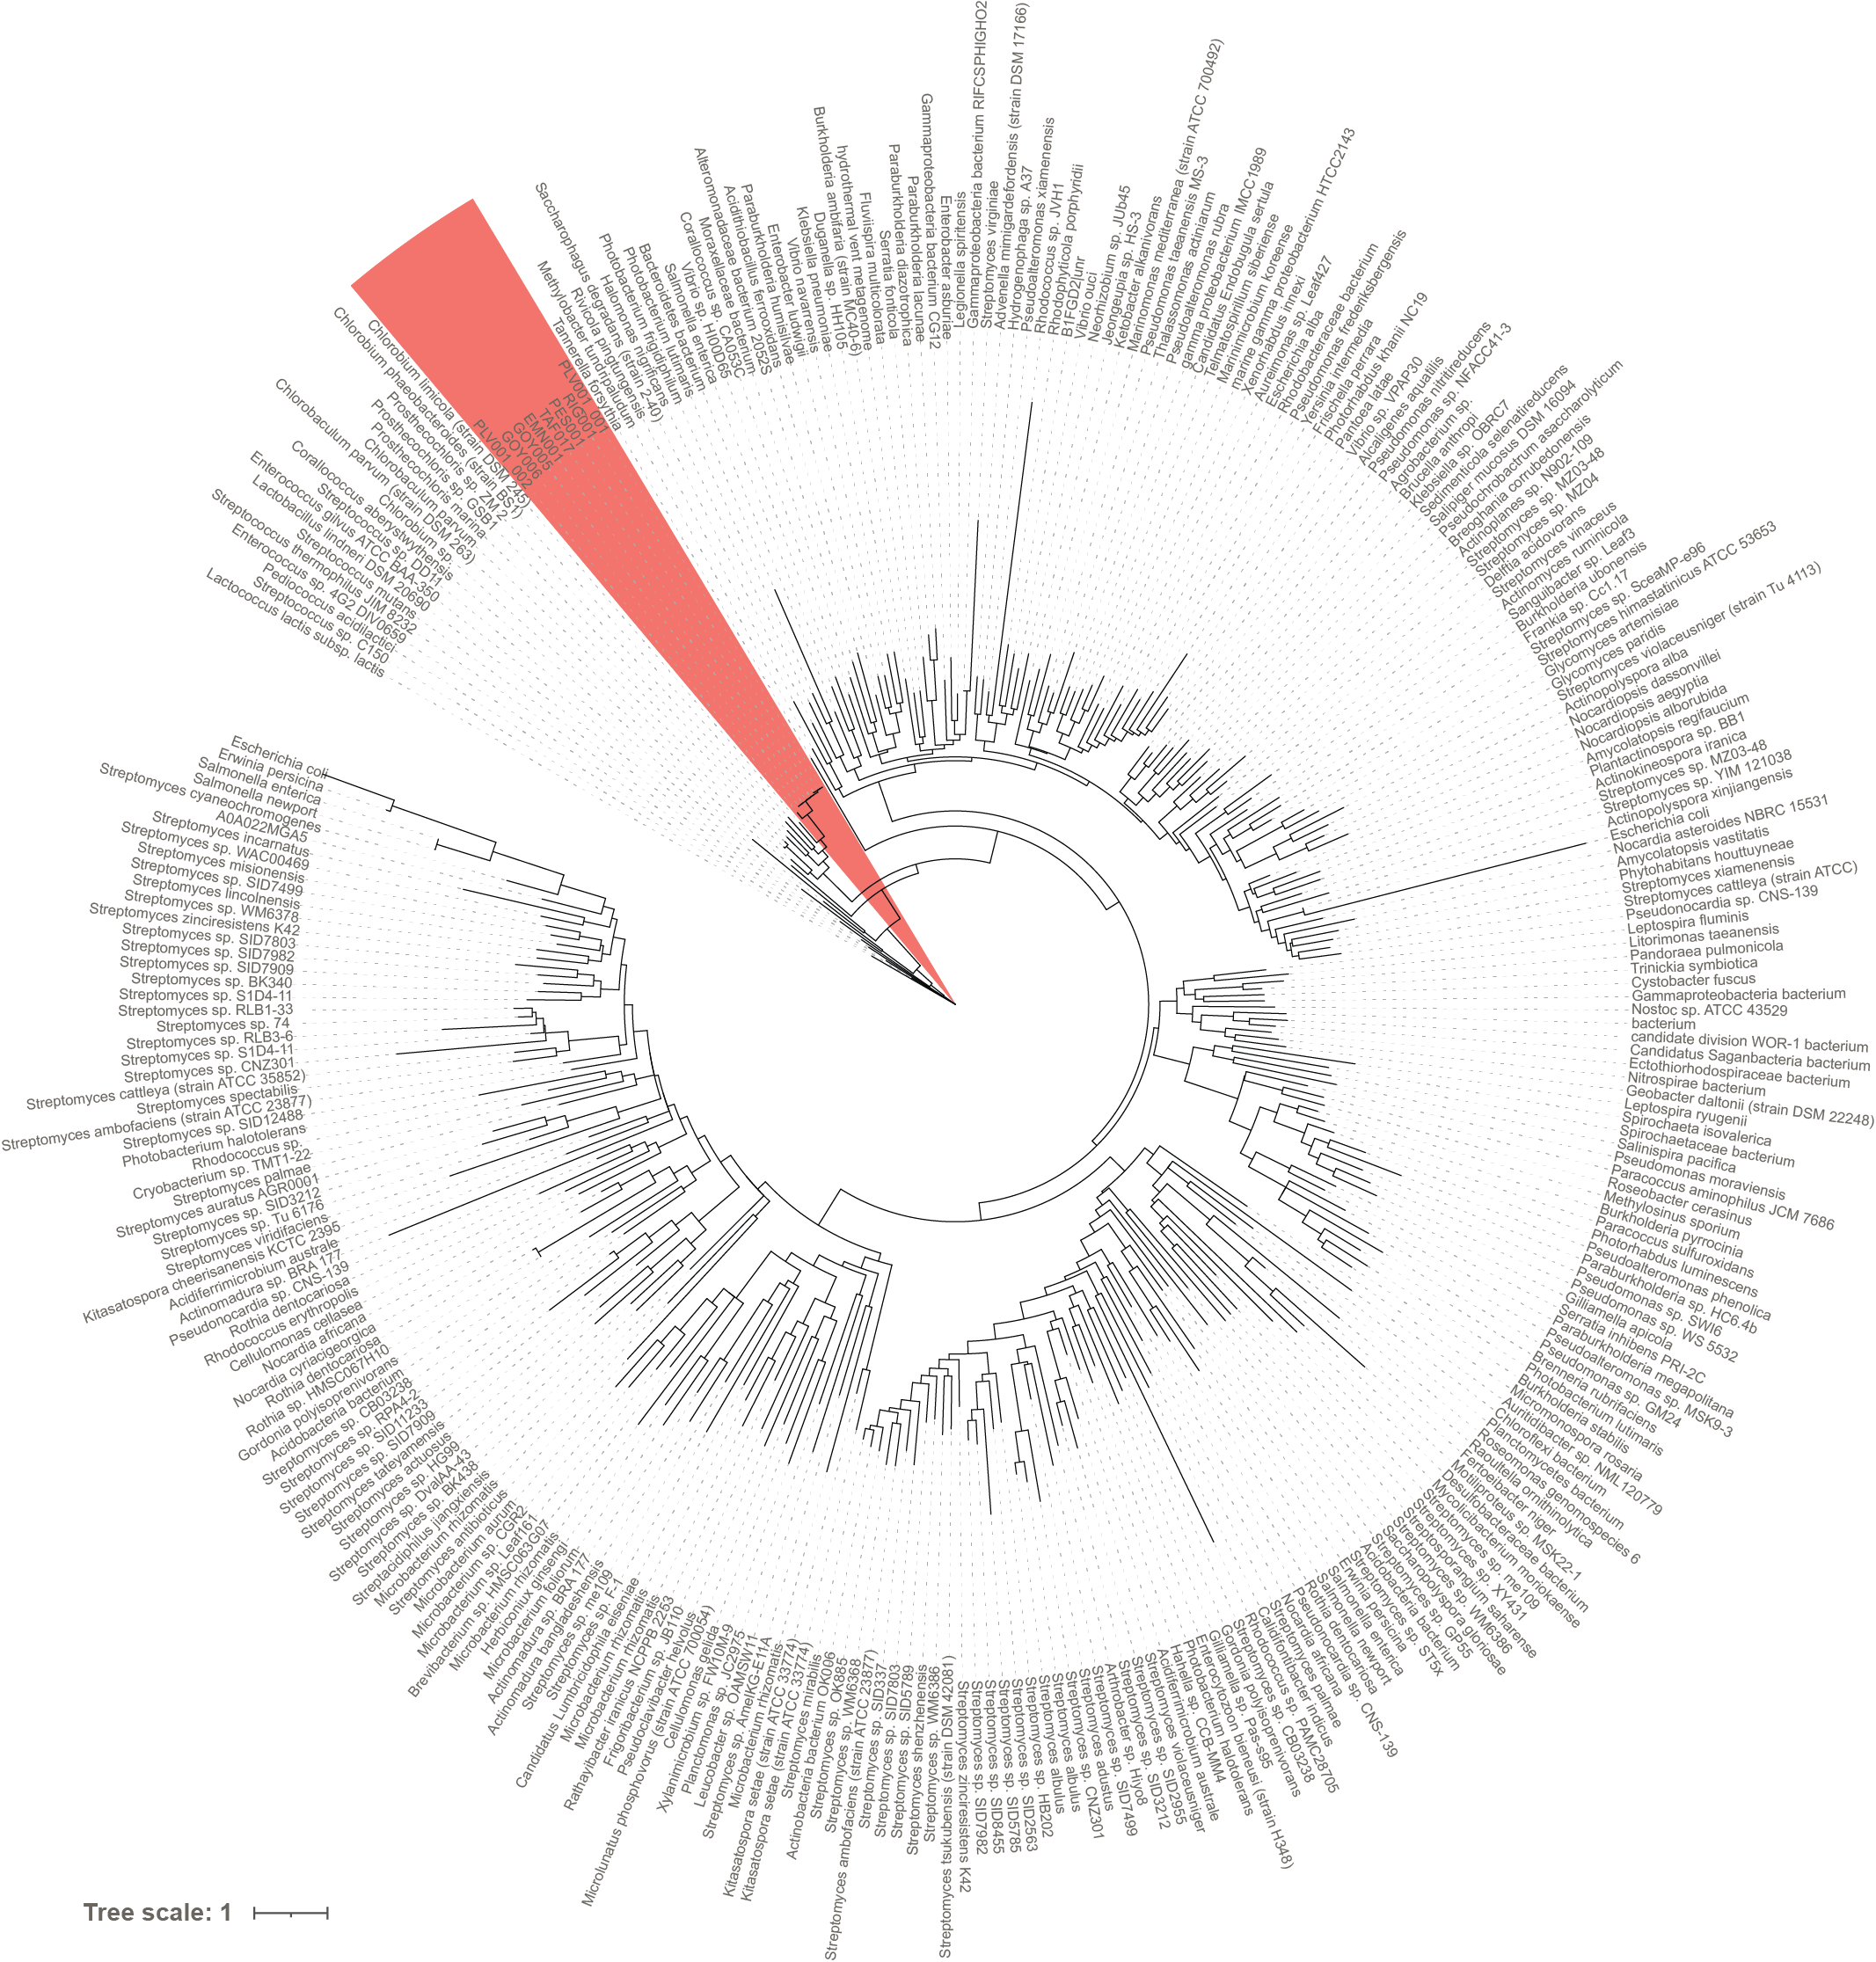 Lactococcus lactis subsp. lactis
Streptococcus sp. C150
Pediococcus acidilactici
Enterococcus sp. 4G2 DIV0659
Streptococcus thermophilus JIM 8232
Streptococcus mutans
Lactobacillus lindneri DSM 20690
Enterococcus gilvus ATCC BAA-350
Streptococcus sp. DD11
Corallococcus aberystwythensis
Chlorobium sp.
Chlorobaculum parvum (strain DSM 263)
Chlorobaculum parvum
Prosthecochloris marina
Prosthecochloris sp. GSB1
Prosthecochloris sp. ZM 2
Chlorobium phaeobacteroides (strain BS1)
Chlorobium limicola (strain DSM 245)
PLV001_002
GOY006
GOY005
EMN001
TAF017
PES001
RIG001
PLV001_001
Tannerella forsythia
Methylobacter tundripaludum
Rivicola pingtungensis
Saccharophagus degradans (strain 2-40)
Halomonas nigrificans
Photobacterium frigidiphilum
Photobacterium lutimaris
Bacteroidetes bacterium
Salmonella enterica
Vibrio sp. HI00D65
Corallococcus sp. CA053C
Moraxellaceae bacterium
Alteromonadaceae bacterium 2052S
Acidithiobacillus ferrooxidans
Paraburkholderia humisilvae
Enterobacter ludwigii
Vibrio navarrensis
Klebsiella pneumoniae
Duganella sp. HH105
Burkholderia ambifaria (strain MC40-6)
hydrothermal vent metagenome
Fluviispira multicolorata
Serratia fonticola
Paraburkholderia diazotrophica
Paraburkholderia lacunae
Gammaproteobacteria bacterium CG12
Enterobacter asburiae
Legionella spiritensis
Gammaproteobacteria bacterium RIFCSPHIGHO2
Streptomyces virginiae
Advenella mimigardefordensis (strain DSM 17166)
Hydrogenophaga sp. A37
Pseudoalteromonas xiamenensis
Rhodococcus sp. JVH1
Rhodophyticola porphyridii
B1FGD2|unr
Vibrio ouci
Neorhizobium sp. JUb45
Jeongeupia sp. HS-3
Ketobacter alkanivorans
Marinomonas mediterranea (strain ATCC 700492)
Pseudomonas taeanensis MS-3
Thalassomonas actiniarum
Pseudoalteromonas rubra
gamma proteobacterium IMCC1989
Candidatus Endobugula sertula
Telmatospirillum siberiense
Marinimicrobium koreense
marine gamma proteobacterium HTCC2143
Xenorhabdus innexi
Aureimonas sp. Leaf427
Escherichia alba
Rhodobacteraceae bacterium
Pseudomonas frederiksbergensis
Yersinia intermedia
Frischella perrara
Photorhabdus khanii NC19
Pantoea latae
Vibrio sp. VPAP30
Alcaligenes aquatilis
Pseudomonas nitritireducens
Pseudomonas sp. NFACC41-3
Agrobacterium sp.
Brucella anthropi
Klebsiella sp. OBRC7
Sedimenticola selenatireducens
Salipiger mucosus DSM 16094
Pseudochrobactrum asaccharolyticum
Breoghania corrubedonensis
Actinoplanes sp. N902-109
Streptomyces sp. MZ03-48
Streptomyces sp. MZ04
Delftia acidovorans
Streptomyces vinaceus
Actinomyces ruminicola
Sanguibacter sp. Leaf3
Burkholderia ubonensis
Frankia sp. Cc1.17
Streptomyces sp. SceaMP-e96
Streptomyces himastatinicus ATCC 53653
Glycomyces artemisiae
Glycomyces paridis
Streptomyces violaceusniger (strain Tu 4113)
Actinopolyspora alba
Nocardiopsis dassonvillei
Nocardiopsis aegyptia
Nocardiopsis alborubida
Amycolatopsis regifaucium
Plantactinospora sp. BB1
Actinokineospora iranica
Streptomyces sp. MZ03-48
Streptomyces sp. YIM 121038
Actinopolyspora xinjiangensis
Escherichia coli
Nocardia asteroides NBRC 15531
Amycolatopsis vastitatis
Phytohabitans houttuyneae
Streptomyces xiamenensis
Streptomyces cattleya (strain ATCC)
Pseudonocardia sp. CNS-139
Leptospira fluminis
Litorimonas taeanensis
Pandoraea pulmonicola
Trinickia symbiotica
Cystobacter fuscus
Gammaproteobacteria bacterium
Nostoc sp. ATCC 43529
bacterium
candidate division WOR-1 bacterium
Candidatus Saganbacteria bacterium
Ectothiorhodospiraceae bacterium
Nitrospirae bacterium
Geobacter daltonii (strain DSM 22248)
Leptospira ryugenii
Spirochaeta isovalerica
Spirochaetaceae bacterium
Salinispira pacifica
Pseudomonas moraviensis
Paracoccus aminophilus JCM 7686
Roseobacter cerasinus
Methylosinus sporium
Burkholderia pyrrocinia
Paracoccus sulfuroxidans
Photorhabdus luminescens
Pseudoalteromonas phenolica
Paraburkholderia sp. HC6.4b
Pseudomonas sp. SWI6
Pseudomonas sp. WS 5532
Gilliamella apicola
Serratia inhibens PRI-2C
Paraburkholderia megapolitana
Pseudoalteromonas sp. MSK9-3
Pseudomonas sp. GM24
Brenneria rubrifaciens
Photobacterium lutimaris
Burkholderia stabilis
Micromonospora rosaria
Auritidibacter sp. NML120779
Chloroflexi bacterium
Planctomycetes bacterium
Roseomonas genomospecies 6
Raoultella ornithinolytica
Fertoeibacter niger
Motiliproteus sp. MSK22-1
Desulfobacteraceae bacterium
Mycolicibacterium moriokaense
Streptomyces sp. me109
Streptomyces sp. XY431
Streptosporangium saharense
Streptomyces sp. WM6386
Saccharopolyspora gloriosae
Streptomyces sp. GP55
Acidobacteria bacterium
Streptomyces sp. ST5x
Erwinia persicina
Salmonella enterica
Salmonella newport
Rothia dentocariosa
Pseudonocardia sp. CNS-139
Nocardia africana
Streptomyces palmae
Calidifontibacter indicus
Rhodococcus sp. PAMC28705
Streptomyces sp. CB03238
Gordonia polyisoprenivorans
Gilliamella sp. Pas-s95
Enterocytozoon bieneusi (strain H348)
Photobacterium halotolerans
Hahella sp. CCB-MM4
Acidiferrimicrobium australe
Streptomyces violaceusniger
Streptomyces sp. SID2955
Streptomyces sp. SID3212
Arthrobacter sp. Hiyo8
Streptomyces sp. SID7499
Streptomyces adustus
Streptomyces sp. CNZ301
Streptomyces albulus
Streptomyces albulus
Streptomyces sp. HB202
Streptomyces sp. SID2563
Streptomyces sp. SID5785
Streptomyces sp. SID8455
Streptomyces sp. SID7982
Streptomyces zinciresistens K42
Streptomyces tsukubensis (strain DSM 42081)
Streptomyces sp. WM6386
Streptomyces shenzhenensis
Streptomyces sp. SID5789
Streptomyces sp. SID7803
Streptomyces sp. SID337
Streptomyces ambofaciens (strain ATCC 23877)
Streptomyces sp. WM6368
Streptomyces sp. OK885
Actinobacteria bacterium OK006
Streptomyces mirabilis
Kitasatospora setae (strain ATCC 33774)
Kitasatospora setae (strain ATCC 33774)
Microbacterium rhizomatis
Streptomyces sp. AmelKG-E11A
Leucobacter sp. OAMSW11
Planctomonas sp. JC2975
Xylanimicrobium sp. FW10M-9
Cellulomonas gelida
Microlunatus phosphovorus (strain ATCC 700054)
Pseudoclavibacter helvolus
Frigoribacterium sp. JB110
Rathayibacter iranicus NCPPB 2253
Microbacterium rhizomatis
Microbacterium rhizomatis
Candidatus Lumbricidophila eiseniae
Streptomyces sp. F-1
Streptomyces sp. me109
Actinomadura bangladeshensis
Actinomadura sp. BRA 177
Microbacterium foliorum
Herbiconiux ginsengi
Microbacterium rhizomatis
Brevibacterium sp. HMSC063G07
Microbacterium sp. Leaf161
Microbacterium sp. CGR2
Microbacterium aurum
Streptomyces antibioticus
Microbacterium rhizomatis
Streptacidiphilus jiangxiensis
Streptomyces sp. BK438
Streptomyces sp. DvalAA-43
Streptomyces sp. HG99
Streptomyces actuosus
Streptomyces tateyamensis
Streptomyces sp. SID7909
Streptomyces sp. SID11233
Streptomyces sp. RPA4-2
Streptomyces sp. CB03238
Acidobacteria bacterium
Gordonia polyisoprenivorans
Rothia sp. HMSC067H10
Rothia dentocariosa
Nocardia cyriacigeorgica
Nocardia africana
Cellulomonas cellasea
Rhodococcus erythropolis
Rothia dentocariosa
Pseudonocardia sp. CNS-139
Actinomadura sp. BRA 177
Acidiferrimicrobium australe
Kitasatospora cheerisanensis KCTC 2395
Streptomyces viridifaciens
Streptomyces sp. Tu 6176
Streptomyces sp. SID3212
Streptomyces auratus AGR0001
Streptomyces palmae
Cryobacterium sp. TMT1-22
Rhodococcus sp.
Photobacterium halotolerans
Streptomyces sp. SID12488
Streptomyces ambofaciens (strain ATCC 23877)
Streptomyces spectabilis
Streptomyces cattleya (strain ATCC 35852)
Streptomyces sp. CNZ301
Streptomyces sp. S1D4-11
Streptomyces sp. RLB3-6
Streptomyces sp. 74
Streptomyces sp. RLB1-33
Streptomyces sp. S1D4-11
Streptomyces sp. BK340
Streptomyces sp. SID7909
Streptomyces sp. SID7982
Streptomyces sp. SID7803
Streptomyces zinciresistens K42
Streptomyces sp. WM6378
Streptomyces lincolnensis
Streptomyces sp. SID7499
Streptomyces misionensis
Streptomyces sp. WAC00469
Streptomyces incarnatus
A0A022MGA5
Streptomyces cyaneochromogenes
Salmonella newport
Salmonella enterica
Erwinia persicina
Escherichia coli
Tree scale: 1